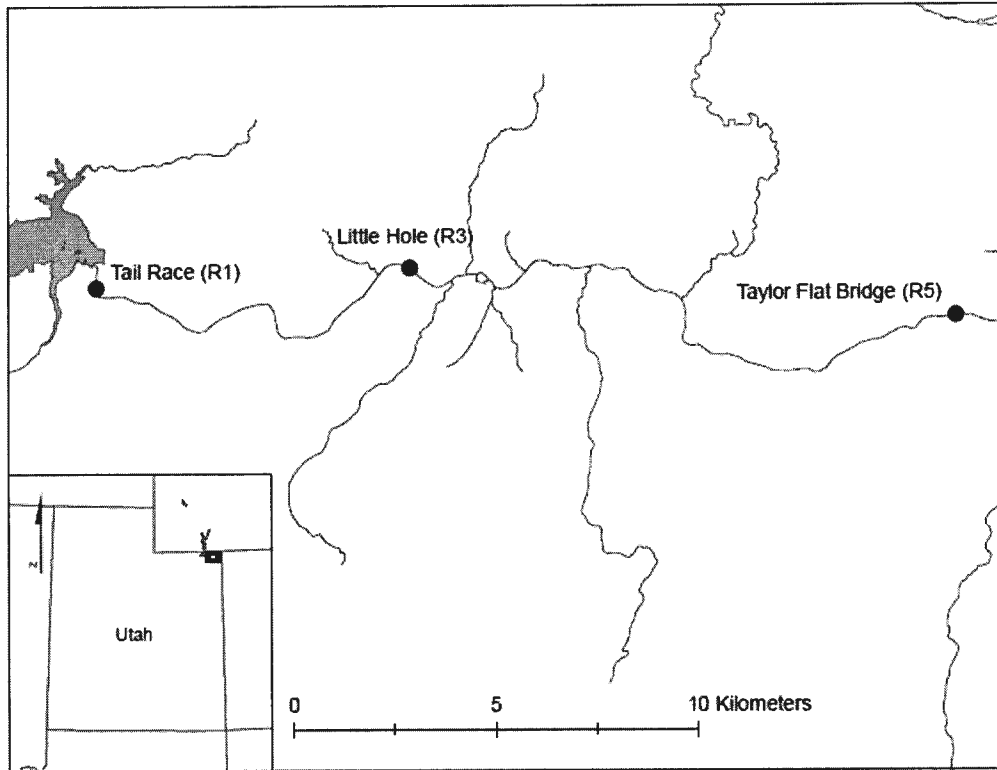 Little Hole (R3)
Tail Race (R1)
Taylor Flat Bridge (R5)
N
Utah
0 5 10 Kilometers